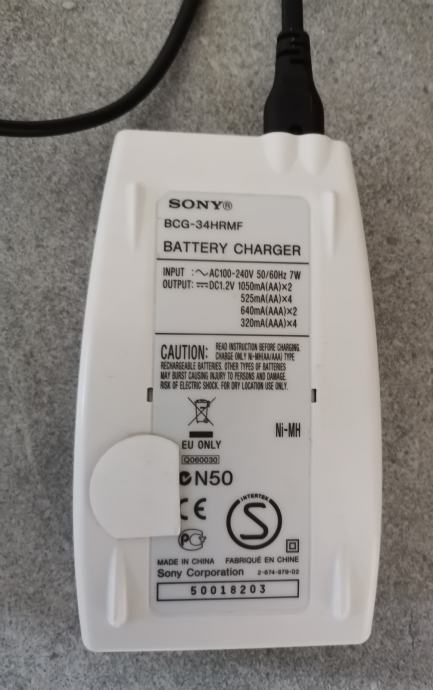 SONY®
BCG-34HRMF
BATTERY CHARGER
INPUT : ～AC100-240V 50/60Hz 7W
OUTPUT: ⎓DC1.2V 1050mA(AA)×2
525mA(AA)×4
640mA(AAA)×2
320mA(AAA)×4
CAUTION: READ INSTRUCTION BEFORE CHARGING.
CHARGE ONLY Ni-MH(AA/AAA) TYPE
RECHARGEABLE BATTERIES. OTHER TYPES OF BATTERIES
MAY BURST CAUSING INJURY TO PERSONS AND DAMAGE.
RISK OF ELECTRIC SHOCK. FOR DRY LOCATION USE ONLY.
Ni-MH
EU ONLY
Q060030
N50
CE
INTERTEK
S
PC
MADE IN CHINA FABRIQUÉ EN CHINE
Sony Corporation 2-674-979-02
50018203